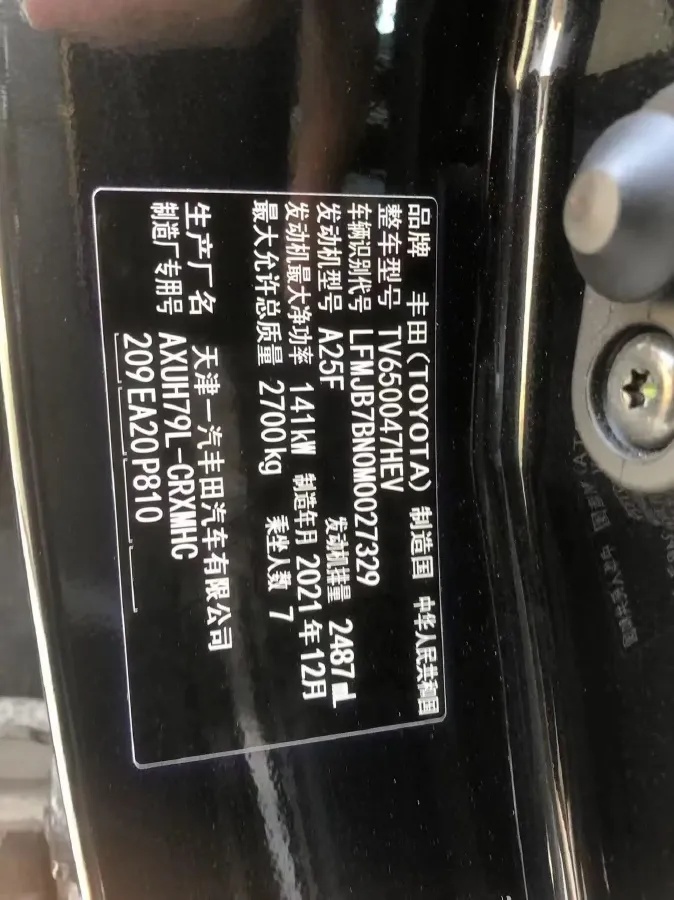 品牌 丰田(TOYOTA) 制造国 中华人民共和国
整车型号 TV650047HEV
车辆识别代号 LFMJB7BN0M0027329
发动机型号 A25F 发动机排量 2487mL
发动机最大净功率 141kW 制造年月 2021年12月
最大允许总质量 2700kg 乘坐人数 7
生产厂名 天津一汽丰田汽车有限公司
制造厂专用号 AXUH79L-CRXMHC
209 EA20 P810